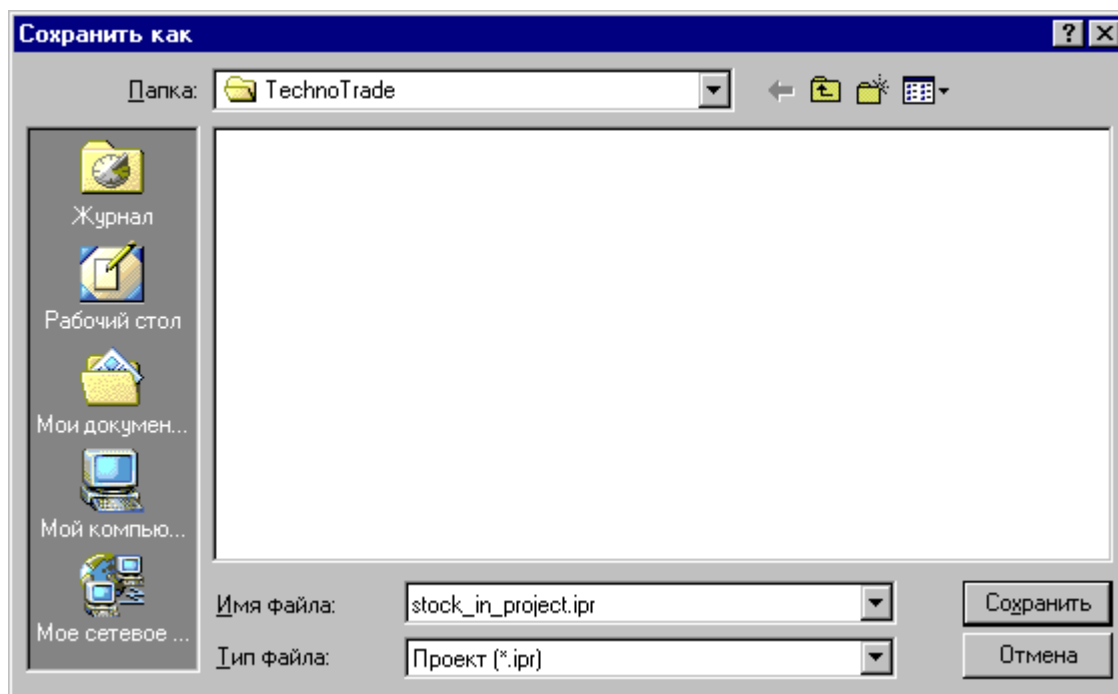 Сохранить как
Папка: TechnoTrade
Журнал
Рабочий стол
Мои докумен...
Мой компью...
Мое сетевое ...
Имя файла: stock_in_project.ipr Сохранить
Тип файла: Проект (*.ipr) Отмена